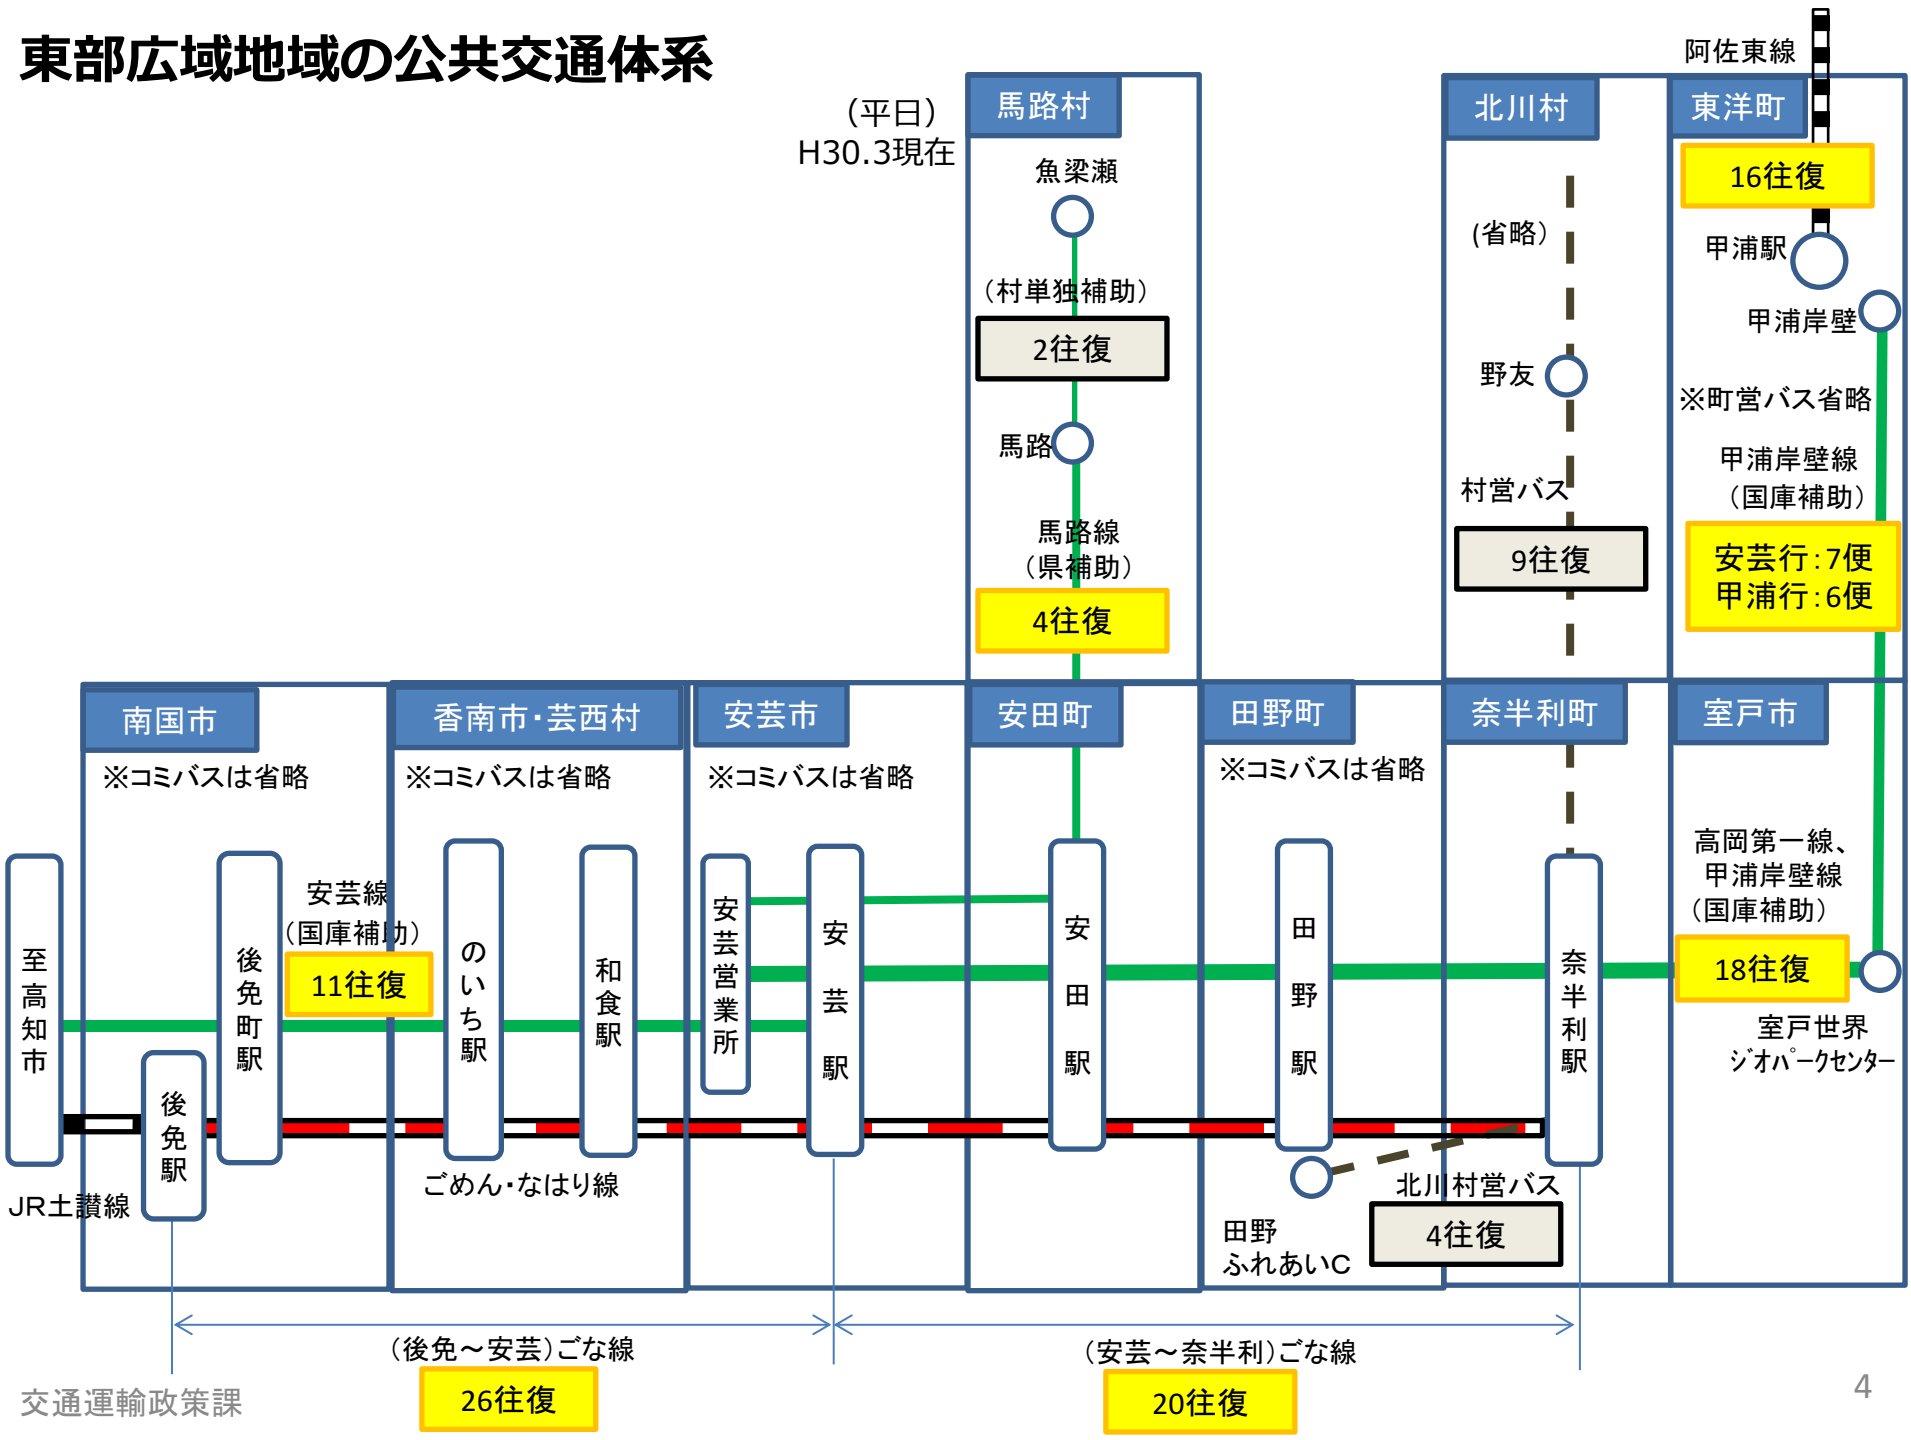 東部広域地域の公共交通体系
（平日）
H30.3現在
馬路村
魚梁瀬
（村単独補助）
2往復
馬路
馬路線
（県補助）
4往復
北川村
（省略）
野友
村営バス
9往復
阿佐東線
東洋町
16往復
甲浦駅
甲浦岸壁
※町営バス省略
甲浦岸壁線
（国庫補助）
安芸行：7便
甲浦行：6便
南国市
※コミバスは省略
香南市・芸西村
※コミバスは省略
安芸市
※コミバスは省略
安田町
田野町
※コミバスは省略
奈半利町
室戸市
至高知市
後免駅
後免町駅
安芸線
（国庫補助）
11往復
のいち駅
和食駅
安芸営業所
安芸駅
安田駅
田野駅
奈半利駅
高岡第一線、
甲浦岸壁線
（国庫補助）
18往復
室戸世界
ｼﾞｵﾊﾟｰｸｾﾝﾀｰ
JR土讃線
ごめん・なはり線
田野
ふれあいC
北川村営バス
4往復
（後免～安芸）ごな線
26往復
（安芸～奈半利）ごな線
20往復
交通運輸政策課
4